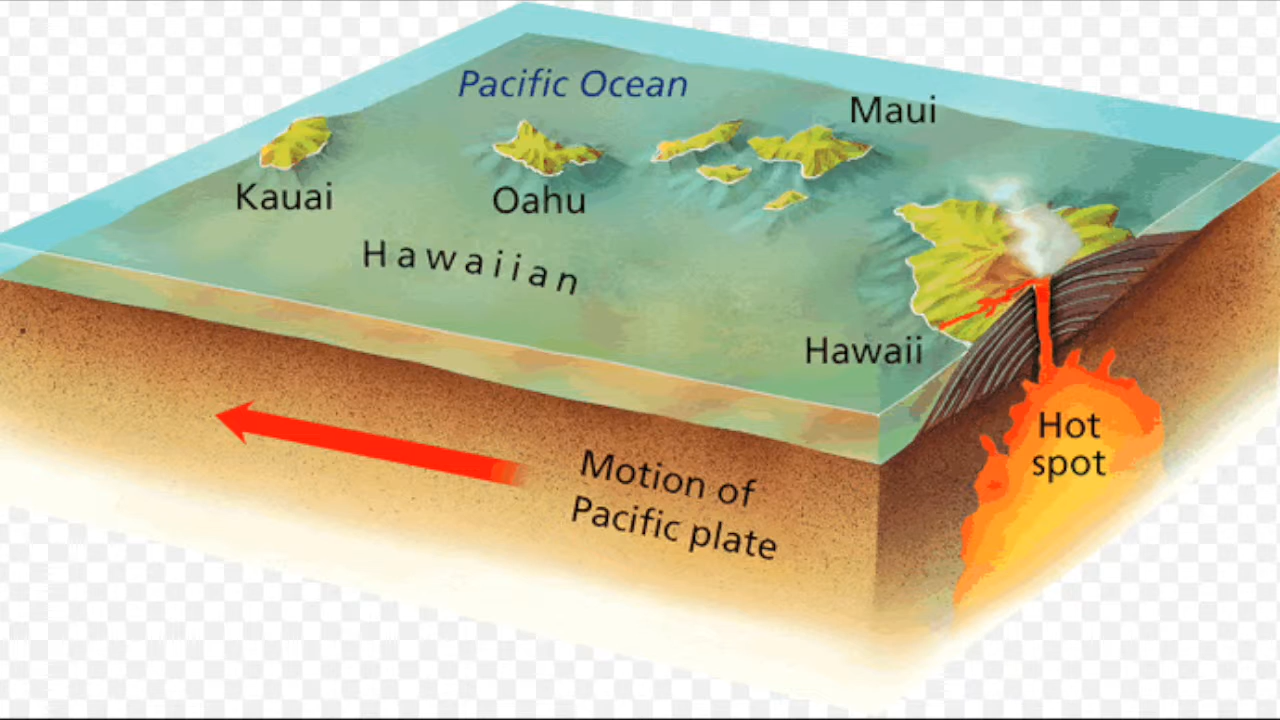 Pacific Ocean
Maui
Kauai
Oahu
Hawaiian
Hawaii
Hot
spot
Motion of
Pacific plate